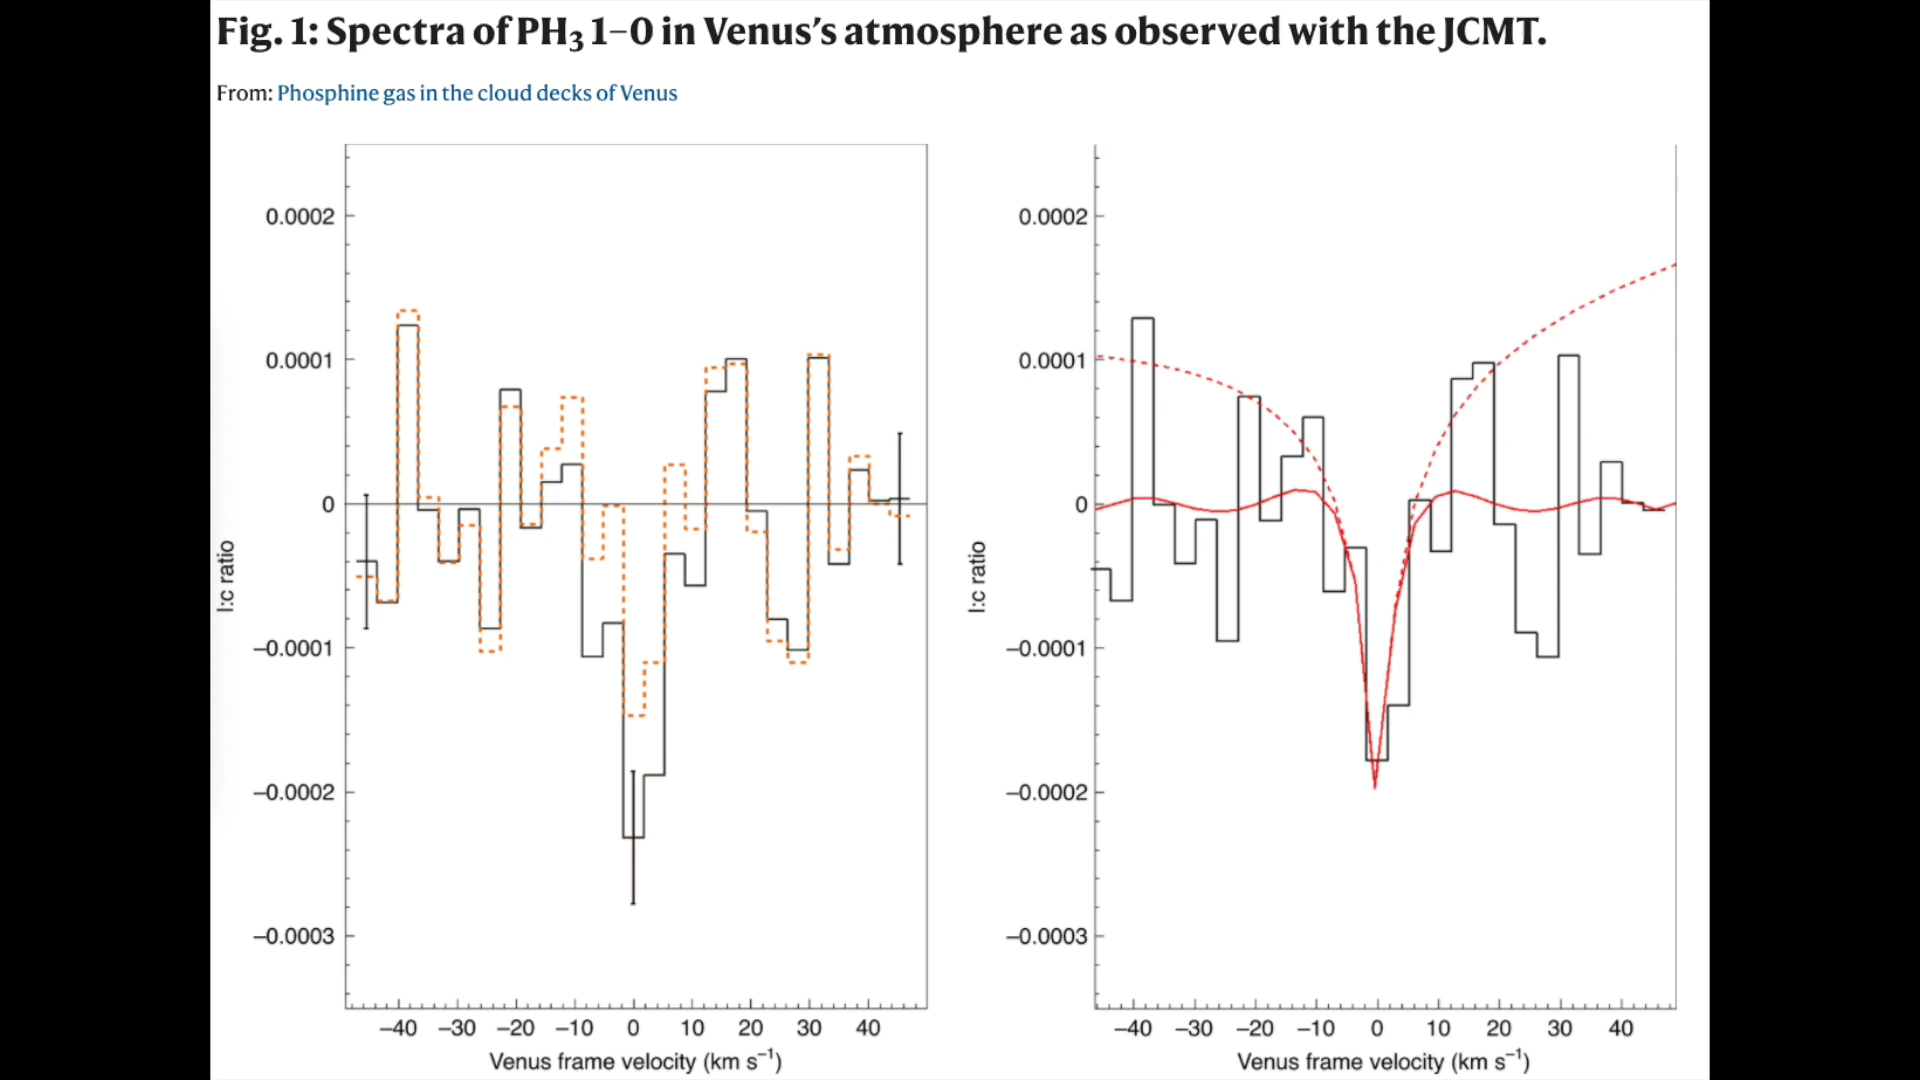 Fig. 1: Spectra of PH₃ 1–0 in Venus’s atmosphere as observed with the JCMT.
From: Phosphine gas in the cloud decks of Venus
0.0002
0.0001
0
−0.0001
−0.0002
−0.0003
l:c ratio
−40 −30 −20 −10 0 10 20 30 40
Venus frame velocity (km s⁻¹)
0.0002
0.0001
0
−0.0001
−0.0002
−0.0003
l:c ratio
−40 −30 −20 −10 0 10 20 30 40
Venus frame velocity (km s⁻¹)